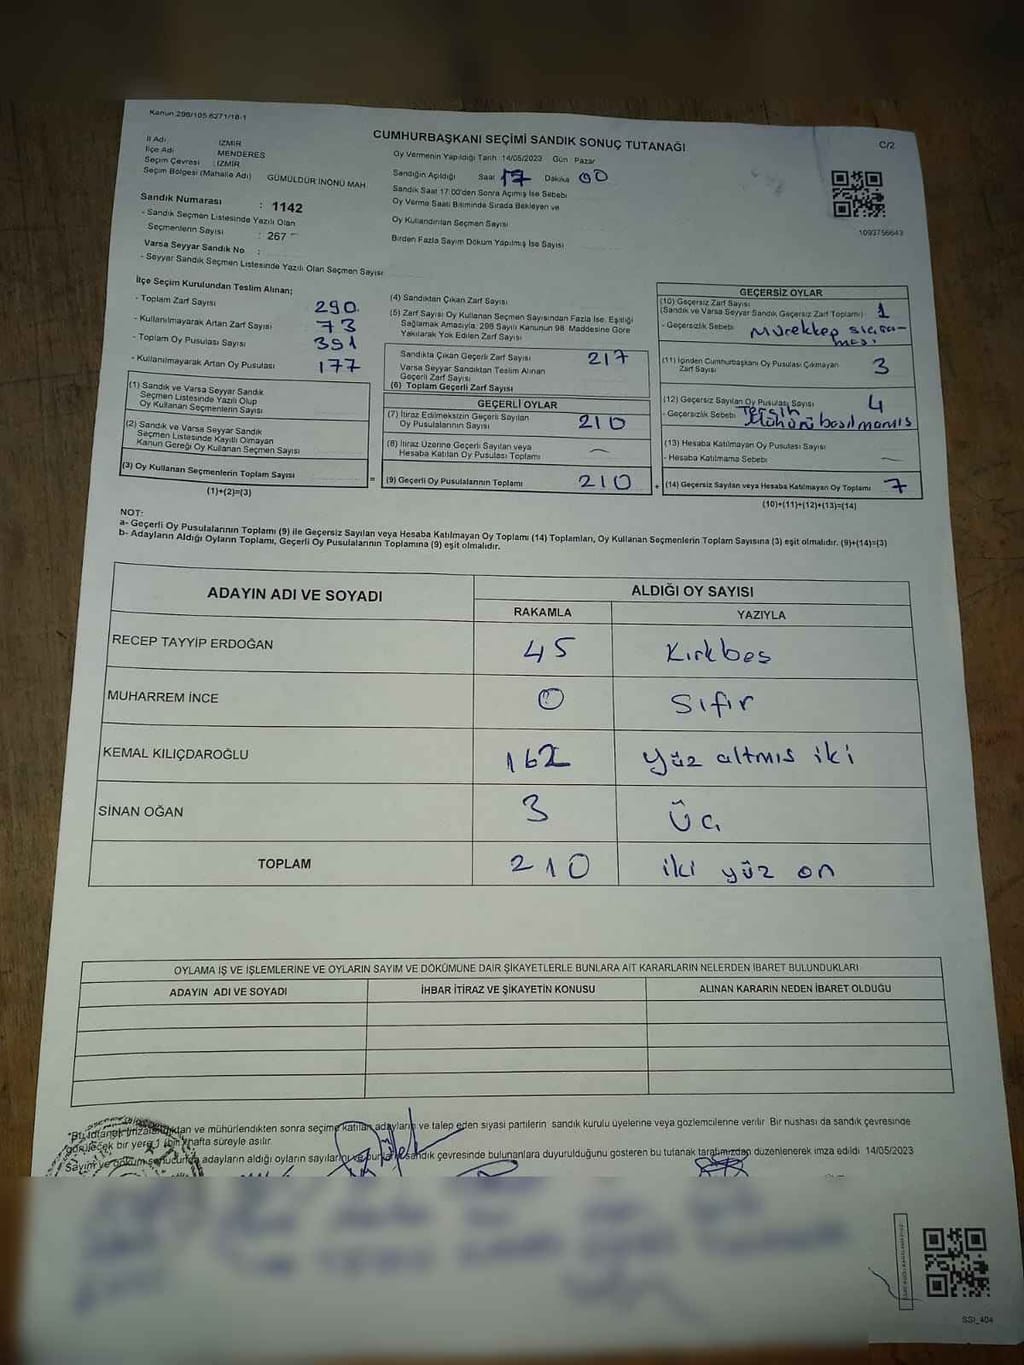 Kanun 298/105 6271/18-1
CUMHURBAŞKANI SEÇİMİ SANDIK SONUÇ TUTANAĞI
C/2
İl Adı : İZMİR
İlçe Adı : MENDERES
Seçim Çevresi : İZMİR
Seçim Bölgesi (Mahalle Adı) GÜMÜLDÜR İNÖNÜ MAH
Sandık Numarası : 1142
- Sandık Seçmen Listesinde Yazılı Olan
Seçmenlerin Sayısı : 267
Varsa Seyyar Sandık No :
- Seyyar Sandık Seçmen Listesinde Yazılı Olan Seçmen Sayısı
Oy Vermenin Yapıldığı Tarih :14/05/2023 Gün Pazar
Sandığın Açıldığı Saat 17 Dakika 00
Sandık Saat 17:00'den Sonra Açılmış İse Sebebi
Oy Verme Saati Bitiminde Sırada Bekleyen ve
Oy Kullandırılan Seçmen Sayısı
Birden Fazla Sayım Döküm Yapılmış İse Sayısı
1093756643
İlçe Seçim Kurulundan Teslim Alınan;
- Toplam Zarf Sayısı 290
- Kullanılmayarak Artan Zarf Sayısı 73
- Toplam Oy Pusulası Sayısı 391
- Kullanılmayarak Artan Oy Pusulası 177
(1) Sandık ve Varsa Seyyar Sandık
Seçmen Listesinde Yazılı Olup
Oy Kullanan Seçmenlerin Sayısı
(2) Sandık ve Varsa Seyyar Sandık
Seçmen Listesinde Kayıtlı Olmayan
Kanun Gereği Oy Kullanan Seçmen Sayısı
(3) Oy Kullanan Seçmenlerin Toplam Sayısı
(1)+(2)=(3)
(4) Sandıktan Çıkan Zarf Sayısı
(5) Zarf Sayısı Oy Kullanan Seçmen Sayısından Fazla İse, Eşitliği
Sağlamak Amacıyla, 298 Sayılı Kanunun 98. Maddesine Göre
Yakılarak Yok Edilen Zarf Sayısı
Sandıkta Çıkan Geçerli Zarf Sayısı 217
Varsa Seyyar Sandıktan Teslim Alınan
Geçerli Zarf Sayısı
(6) Toplam Geçerli Zarf Sayısı
GEÇERLİ OYLAR
(7) İtiraz Edilmeksizin Geçerli Sayılan
Oy Pusulalarının Sayısı 210
(8) İtiraz Üzerine Geçerli Sayılan veya
Hesaba Katılan Oy Pusulası Toplamı —
= (9) Geçerli Oy Pusulalarının Toplamı 210
GEÇERSİZ OYLAR
(10) Geçersiz Zarf Sayısı 1
(Sandık ve Varsa Seyyar Sandık Geçersiz Zarf Toplamı)
- Geçersizlik Sebebi Mürekkep sıçra-
ması
(11) İçinden Cumhurbaşkanı Oy Pusulası Çıkmayan
Zarf Sayısı 3
(12) Geçersiz Sayılan Oy Pusulası Sayısı 4
- Geçersizlik Sebebi Tercih
Mührü basılmamıs
(13) Hesaba Katılmayan Oy Pusulası Sayısı
- Hesaba Katılmama Sebebi —
+ (14) Geçersiz Sayılan veya Hesaba Katılmayan Oy Toplamı 7
(10)+(11)+(12)+(13)=(14)
NOT:
a- Geçerli Oy Pusulalarının Toplamı (9) ile Geçersiz Sayılan veya Hesaba Katılmayan Oy Toplamı (14) Toplamları, Oy Kullanan Seçmenlerin Toplam Sayısına (3) eşit olmalıdır. (9)+(14)=(3)
b- Adayların Aldığı Oyların Toplamı, Geçerli Oy Pusulalarının Toplamına (9) eşit olmalıdır.
ADAYIN ADI VE SOYADI ALDIĞI OY SAYISI
RAKAMLA YAZIYLA
RECEP TAYYİP ERDOĞAN 45 Kırkbes
MUHARREM İNCE 0 Sıfır
KEMAL KILIÇDAROĞLU 162 yüz altmıs iki
SİNAN OĞAN 3 Üç
TOPLAM 210 iki yüz on
OYLAMA İŞ VE İŞLEMLERİNE VE OYLARIN SAYIM VE DÖKÜMÜNE DAİR ŞİKAYETLERLE BUNLARA AİT KARARLARIN NELERDEN İBARET BULUNDUKLARI
ADAYIN ADI VE SOYADI İHBAR İTİRAZ VE ŞİKAYETİN KONUSU ALINAN KARARIN NEDEN İBARET OLDUĞU
*Bu tutanak imzalandıktan ve mühürlendikten sonra seçime katılan adayların ve talep eden siyasi partilerin sandık kurulu üyelerine veya gözlemcilerine verilir. Bir nushası da sandık çevresinde
görülecek bir yere 1 (bir) hafta süreyle asılır.
Sayım ve döküm sonucunda adayların aldığı oyların sayılarını ve sandık çevresinde bulunanlara duyurulduğunu gösteren bu tutanak tarafımızdan düzenlenerek imza edildi 14/05/2023
SSI_404